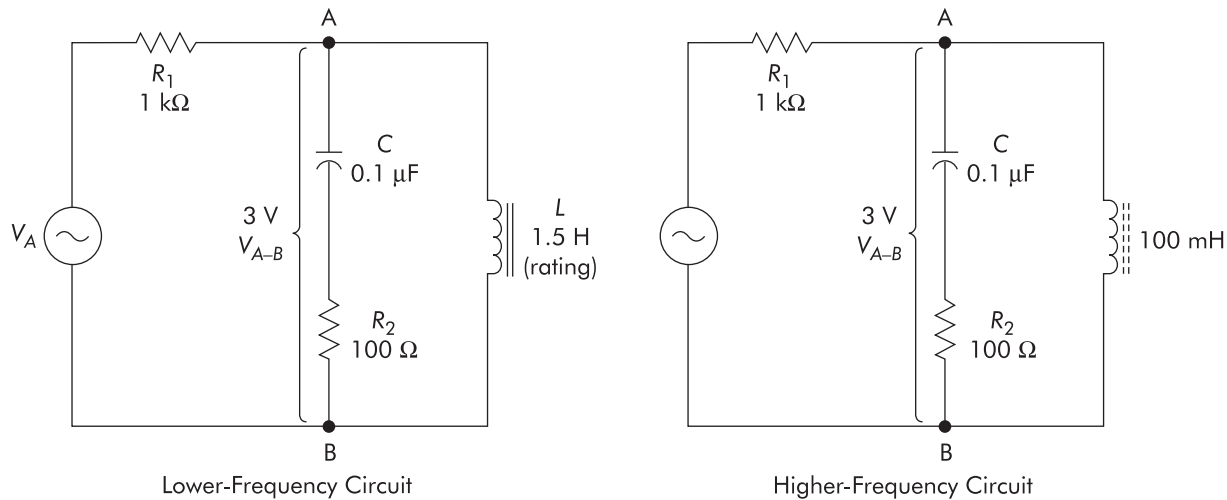 A
R1
1 kΩ
C
0.1 μF
VA
3 V
VA–B
L
1.5 H
(rating)
R2
100 Ω
B
Lower-Frequency Circuit
A
R1
1 kΩ
C
0.1 μF
3 V
VA–B
100 mH
R2
100 Ω
B
Higher-Frequency Circuit